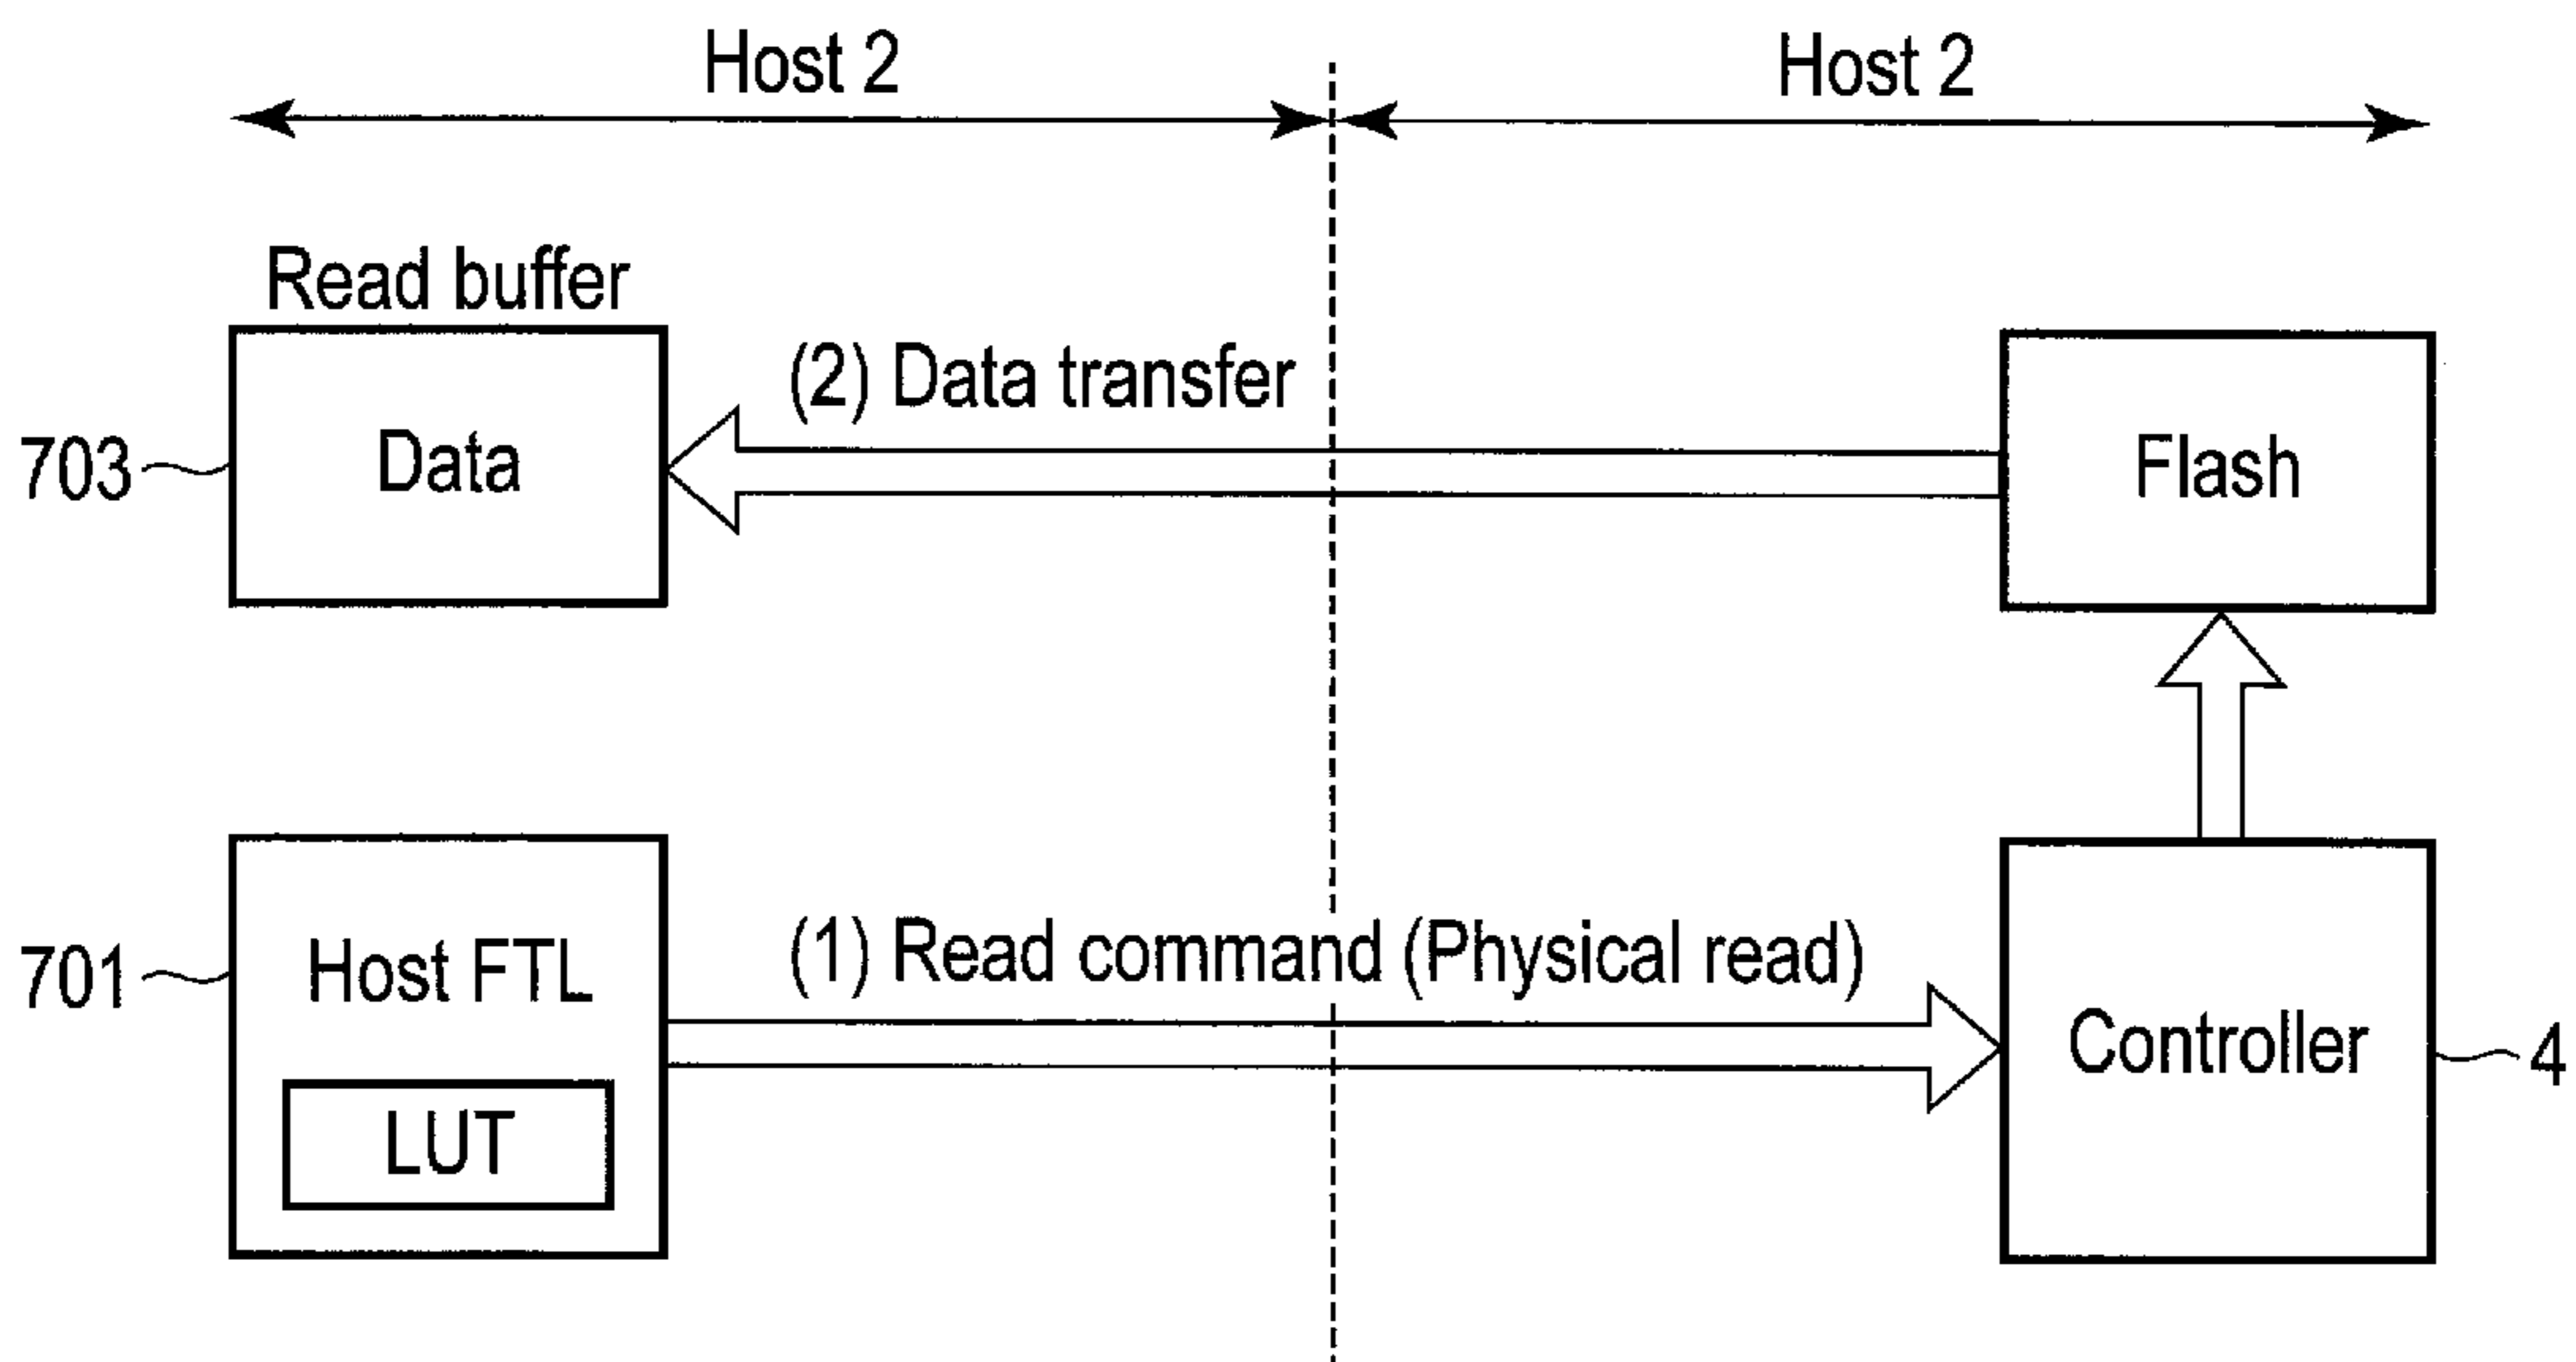 Host 2
Host 2
Read buffer
(2) Data transfer
703
Data
Flash
701
Host FTL
(1) Read command (Physical read)
Controller
4
LUT